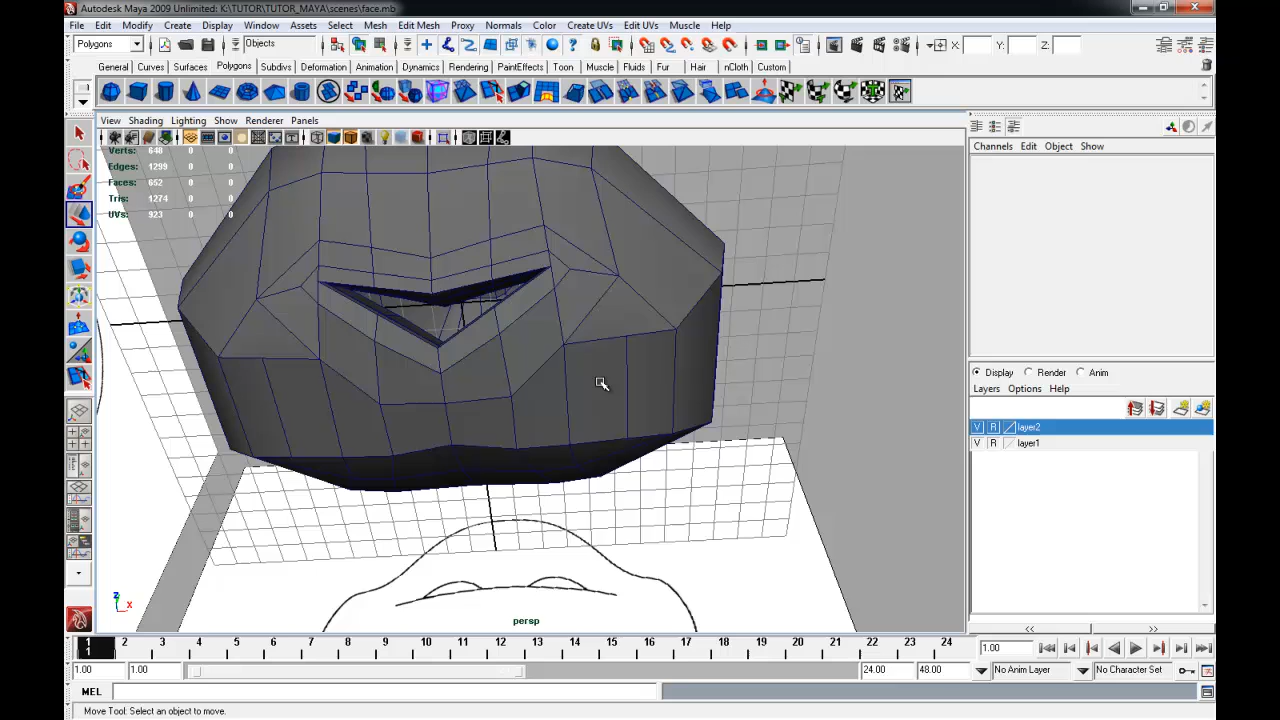 Autodesk Maya 2009 Unlimited: K:\TUTOR\TUTOR_MAYA\scenes\face.mb
File Edit Modify Create Display Window Assets Select Mesh Edit Mesh Proxy Normals Color Create UVs Edit UVs Muscle Help
Polygons Objects X: Y: Z:
General Curves Surfaces Polygons Subdivs Deformation Animation Dynamics Rendering PaintEffects Toon Muscle Fluids Fur Hair nCloth Custom
View Shading Lighting Show Renderer Panels
Channels Edit Object Show
Verts: 648 0 0
Edges: 1299 0 0
Faces: 652 0 0
Tris: 1274 0 0
UVs: 923 0 0
Display Render Anim
Layers Options Help
V R layer2
V R layer1
z x
persp
1 2 3 4 5 6 7 8 9 10 11 12 13 14 15 16 17 18 19 20 21 22 23 24
1 1.00
1.00 1.00 24.00 48.00 No Anim Layer No Character Set
MEL
Move Tool: Select an object to move.